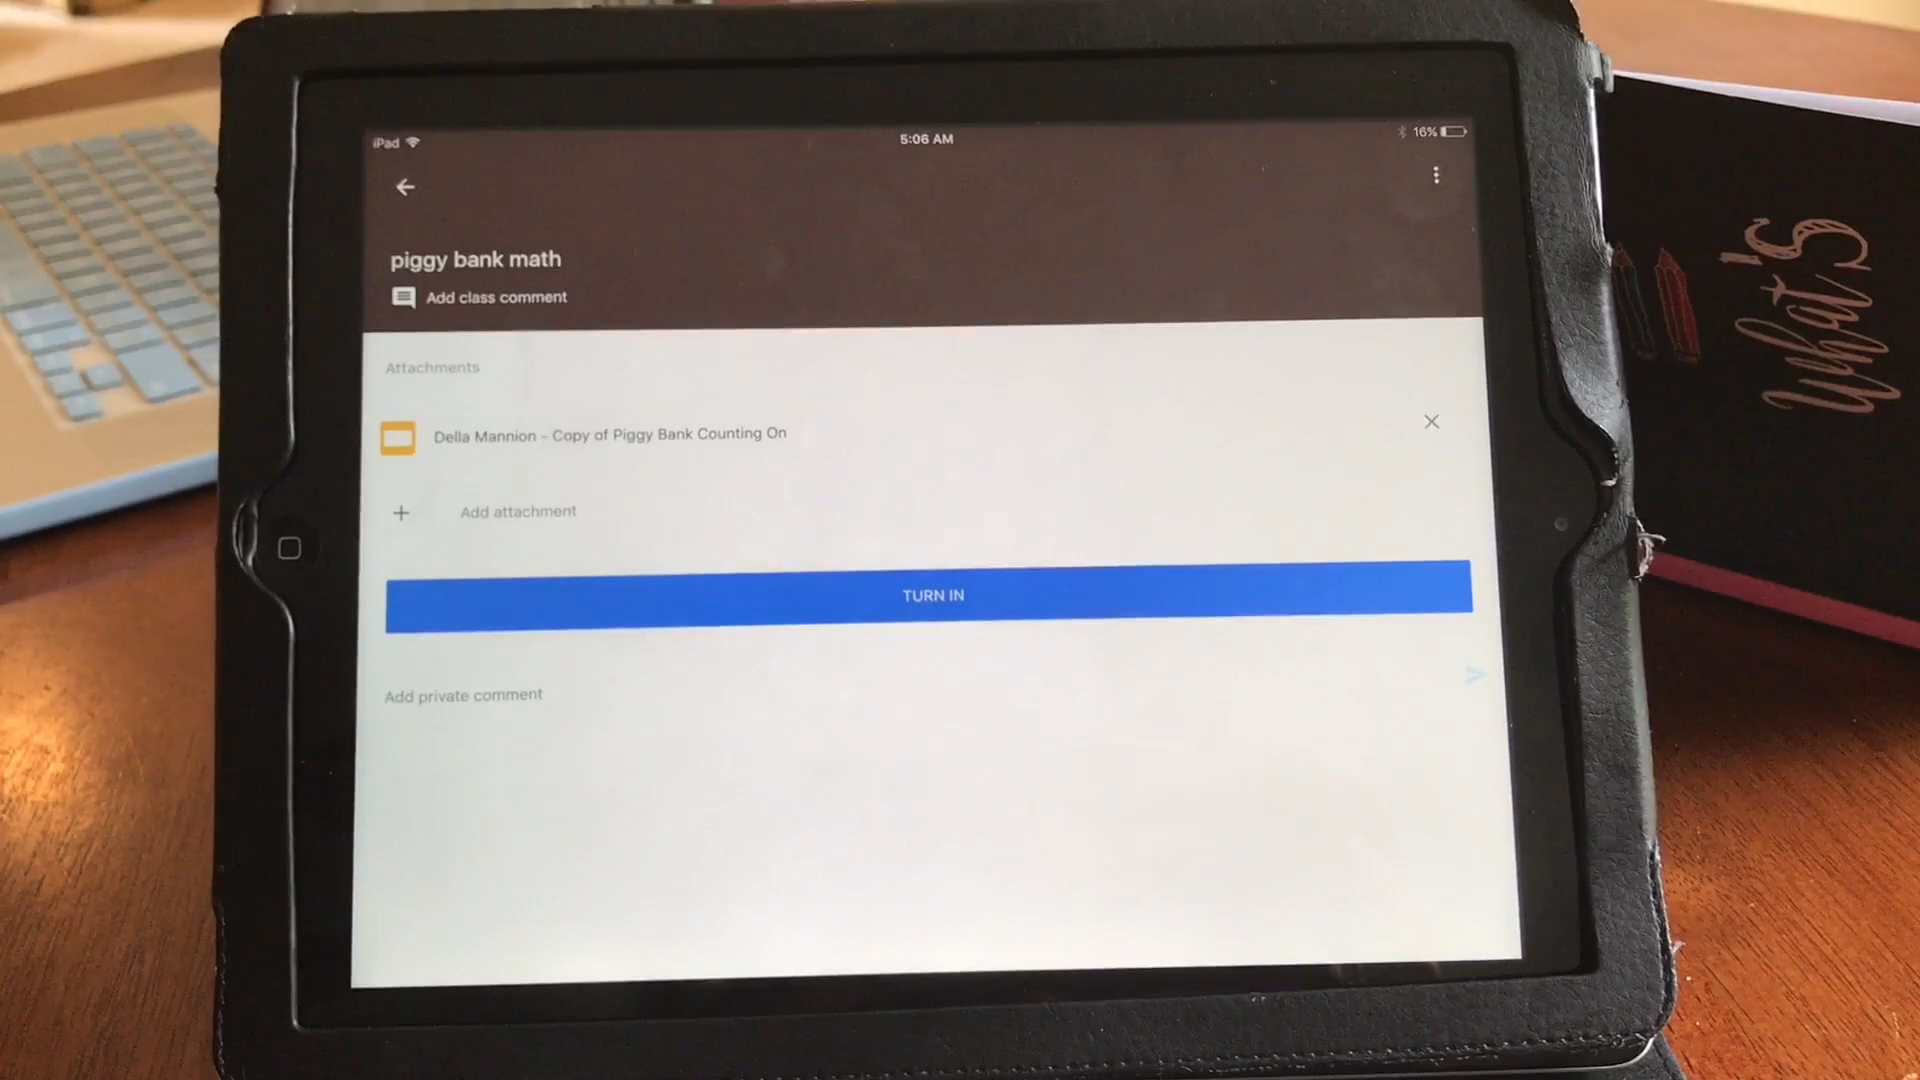 iPad 5:06 AM 16%
piggy bank math
Add class comment
Attachments
Della Mannion - Copy of Piggy Bank Counting On
Add attachment
TURN IN
Add private comment
What's